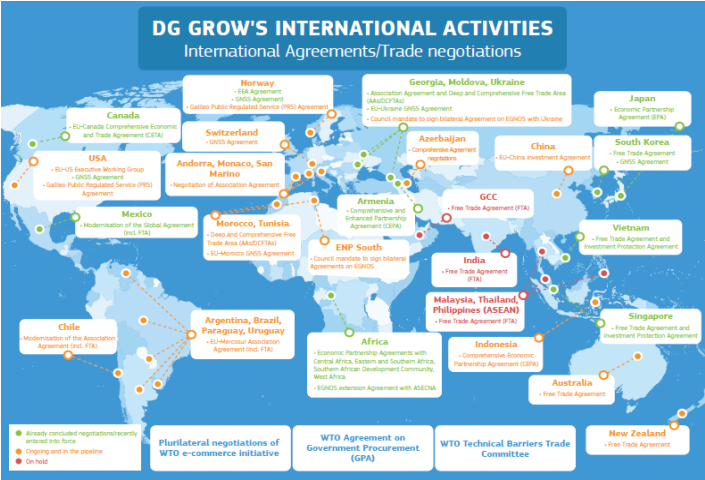 DG GROW'S INTERNATIONAL ACTIVITIES
International Agreements/Trade negotiations
Norway
• EEA Agreement
• GNSS Agreement
• Galileo Public Regulated Service (PRS) Agreement
Georgia, Moldova, Ukraine
• Association Agreement and Deep and Comprehensive Free Trade Area
(AAs/DCFTAs)
• EU-Ukraine GNSS Agreement
• Council mandate to sign bilateral Agreement on EGNOS with Ukraine
Japan
• Economic Partnership
Agreement (EPA)
Canada
• EU-Canada Comprehensive Economic
and Trade Agreement (CETA)
Switzerland
• GNSS Agreement
Azerbaijan
• Comprehensive Agreement
negotiations
China
• EU-China investment Agreement
South Korea
• Free Trade Agreement
• GNSS Agreement
USA
• EU-US Executive Working Group
• GNSS Agreement
• Galileo Public Regulated Service (PRS)
Agreement
Andorra, Monaco, San
Marino
• Negotiation of Association Agreement
Mexico
• Modernisation of the Global Agreement
(incl. FTA)
Morocco, Tunisia
• Deep and Comprehensive Free
Trade Area (AAs/DCFTAs)
• EU-Morocco GNSS Agreement
Armenia
• Comprehensive and
Enhanced Partnership
Agreement (CEPA)
GCC
• Free Trade Agreement (FTA)
Vietnam
• Free Trade Agreement and
Investment Protection Agreement
ENP South
• Council mandate to sign bilateral
Agreements on EGNOS
India
• Free Trade Agreement
(FTA)
Malaysia, Thailand,
Philippines (ASEAN)
• Free Trade Agreement (FTA)
Chile
• Modernisation of the Association
Agreement (incl. FTA)
Argentina, Brazil,
Paraguay, Uruguay
• EU-Mercosur Association
Agreement (incl. FTA)
Africa
• Economic Partnership Agreements with
Central Africa, Eastern and Southern Africa,
Southern African Development Community,
West Africa
• EGNOS extension Agreement with ASECNA
Indonesia
• Comprehensive Economic
Partnership Agreement (CEPA)
Singapore
• Free Trade Agreement and
Investment Protection Agreement
Australia
• Free Trade Agreement
New Zealand
• Free Trade Agreement
Already concluded negotiations/recently
entered into force
Ongoing and in the pipeline
On hold
Plurilateral negotiations of
WTO e-commerce initiative
WTO Agreement on
Government Procurement
(GPA)
WTO Technical Barriers Trade
Committee